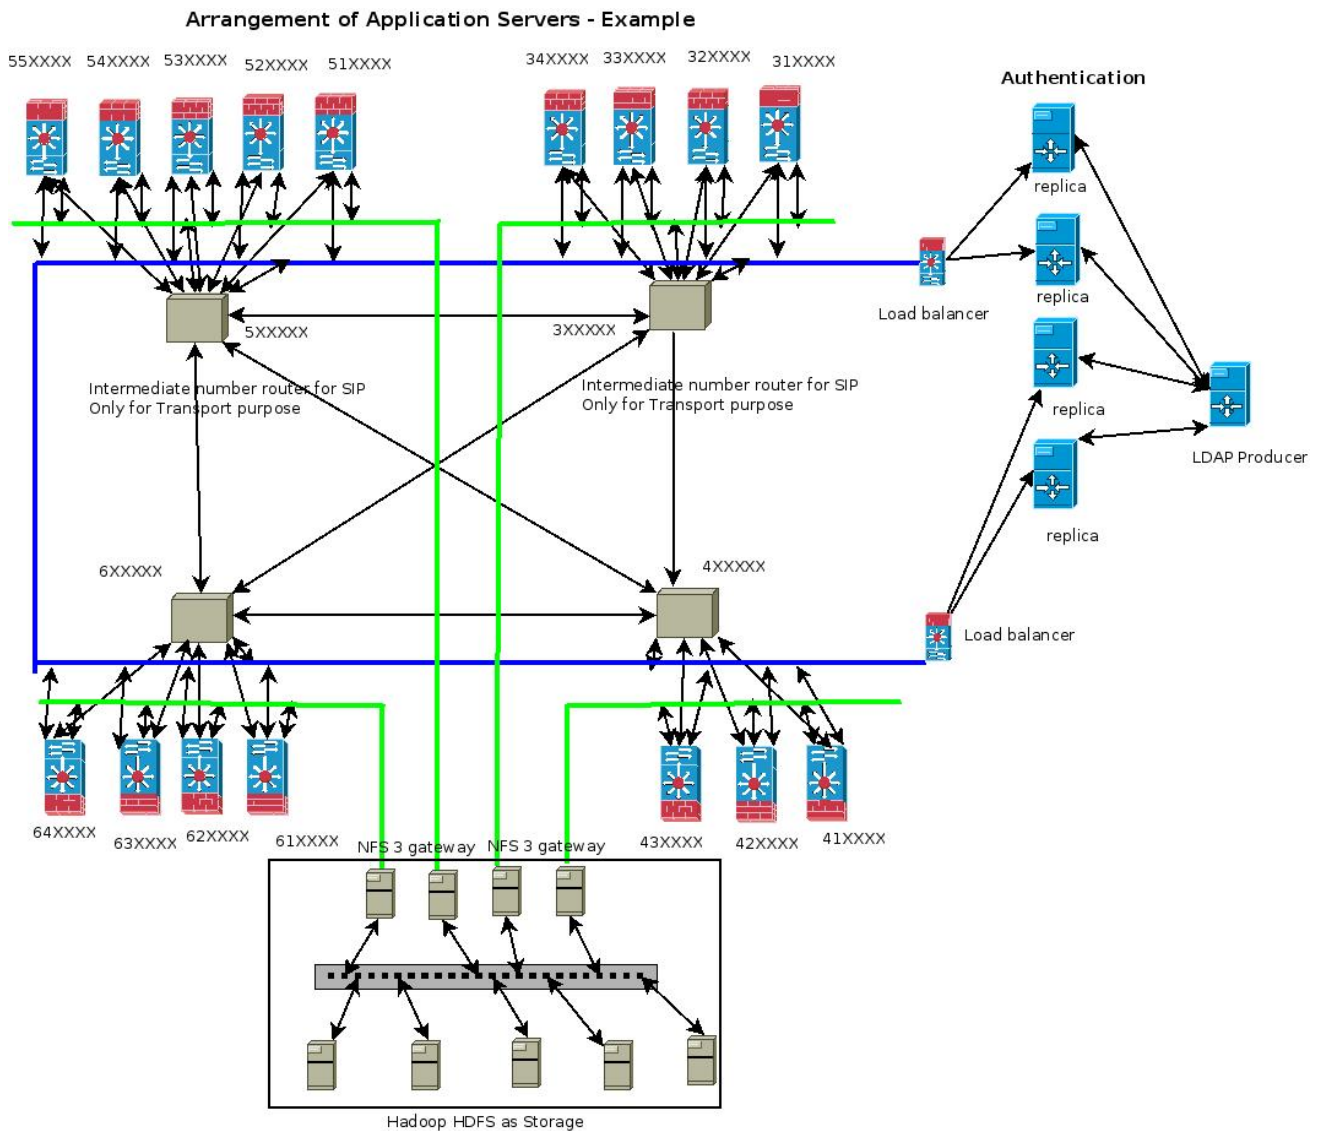 Arrangement of Application Servers - Example
55XXXX
54XXXX
53XXXX
52XXXX
51XXXX
34XXXX
33XXXX
32XXXX
31XXXX
Authentication
replica
replica
Load balancer
5XXXXX
3XXXXX
Intermediate number router for SIP
Only for Transport purpose
Intermediate number router for SIP
Only for Transport purpose
replica
LDAP Producer
replica
6XXXXX
4XXXXX
Load balancer
64XXXX
63XXXX
62XXXX
61XXXX
43XXXX
42XXXX
41XXXX
NFS 3 gateway
NFS 3 gateway
Hadoop HDFS as Storage